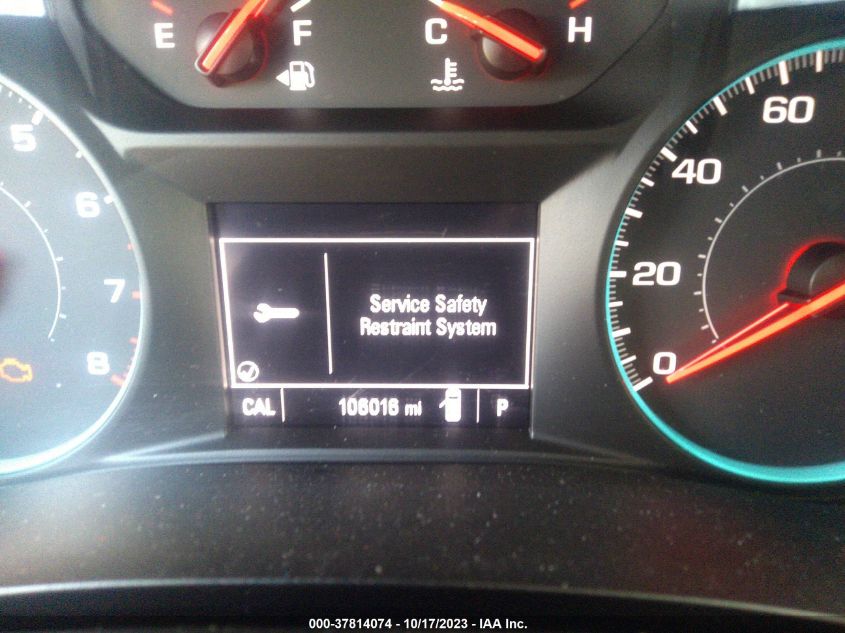 E F C H
5
6
7
8
60
40
20
0
Service Safety
Restraint System
CAL 106016 mi P
000-37814074 - 10/17/2023 - IAA Inc.